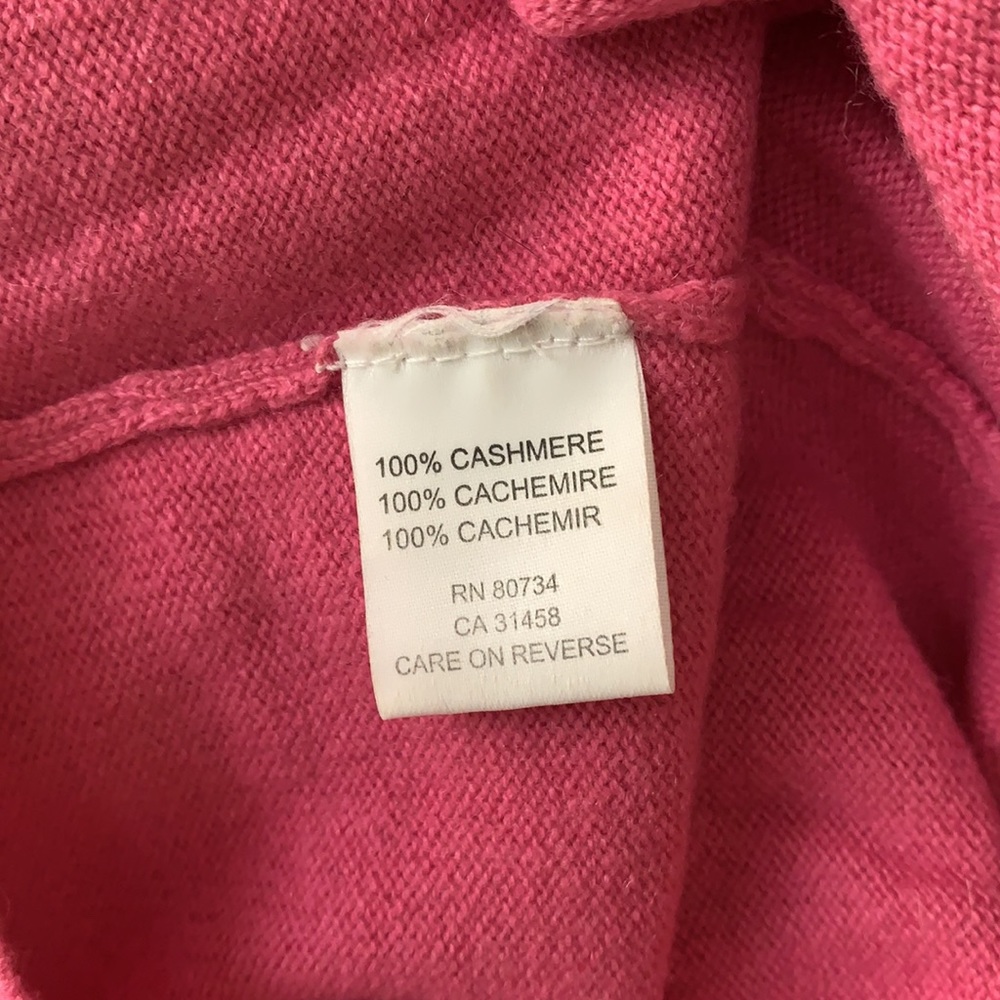 100% CASHMERE
100% CACHEMIRE
100% CACHEMIR
RN 80734
CA 31458
CARE ON REVERSE